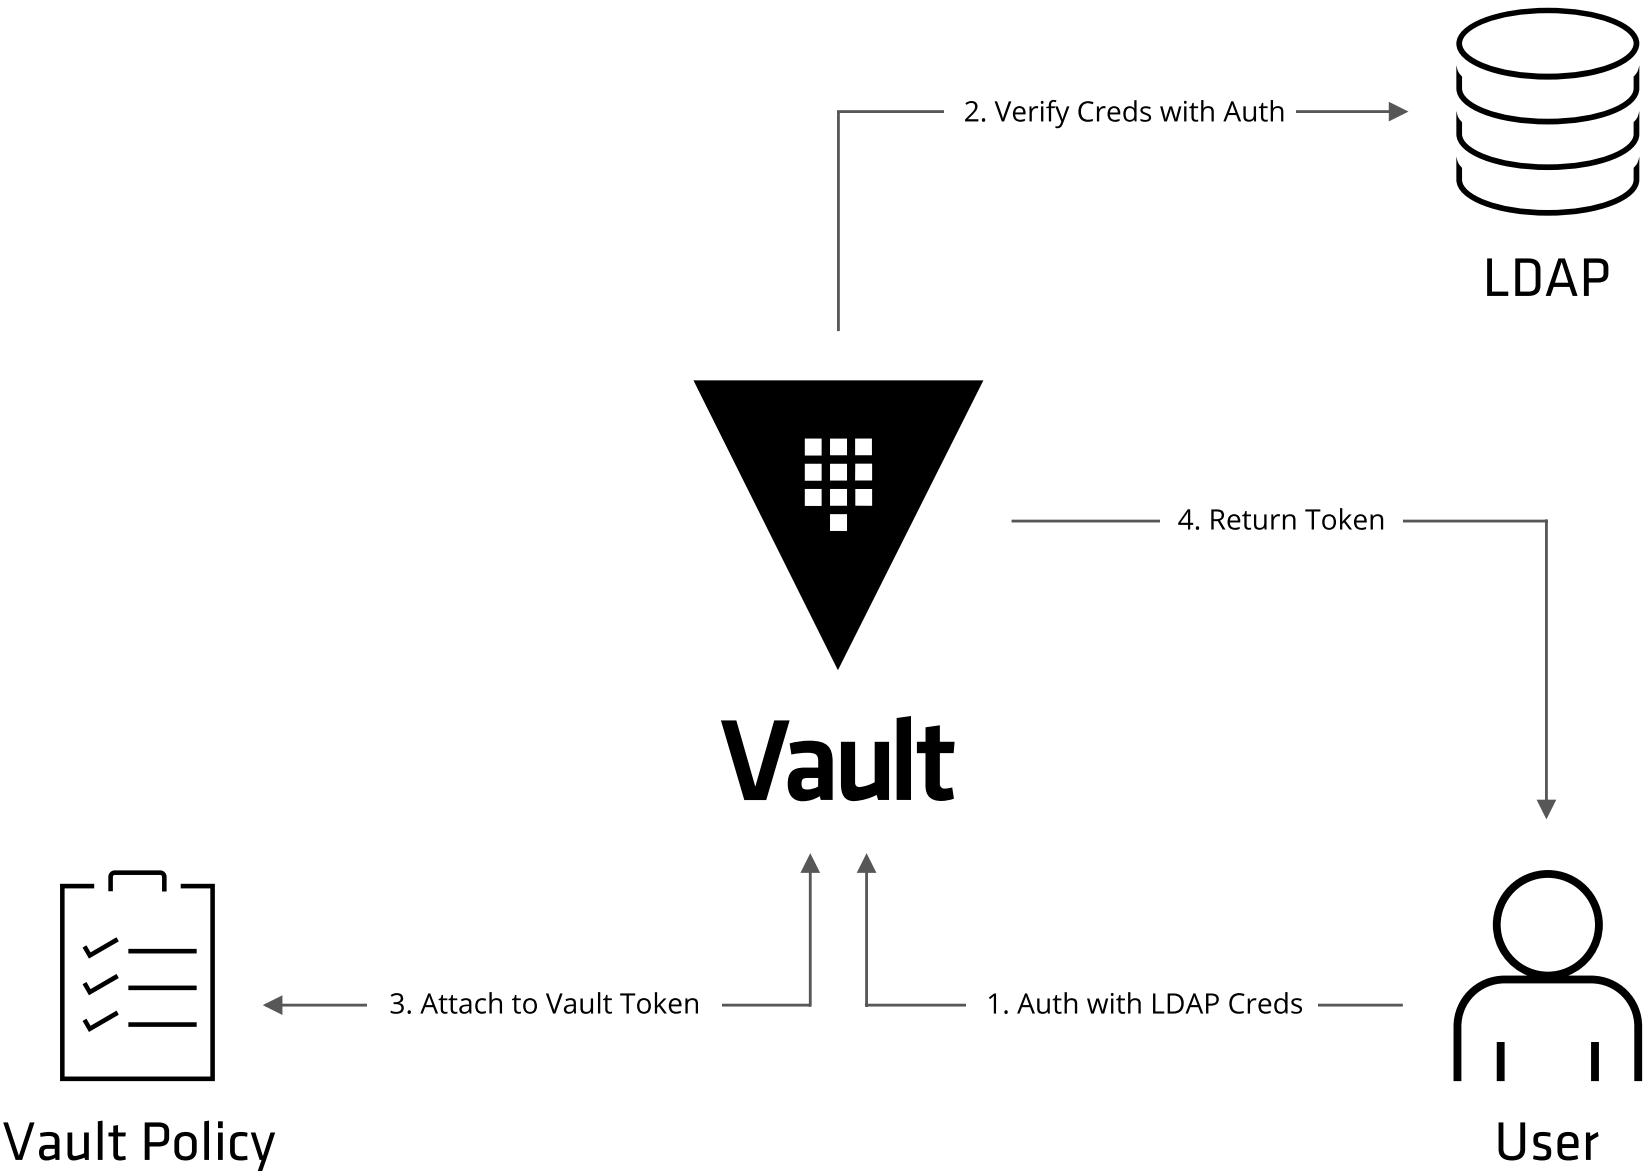 2. Verify Creds with Auth
LDAP
4. Return Token
Vault
3. Attach to Vault Token
1. Auth with LDAP Creds
Vault Policy
User